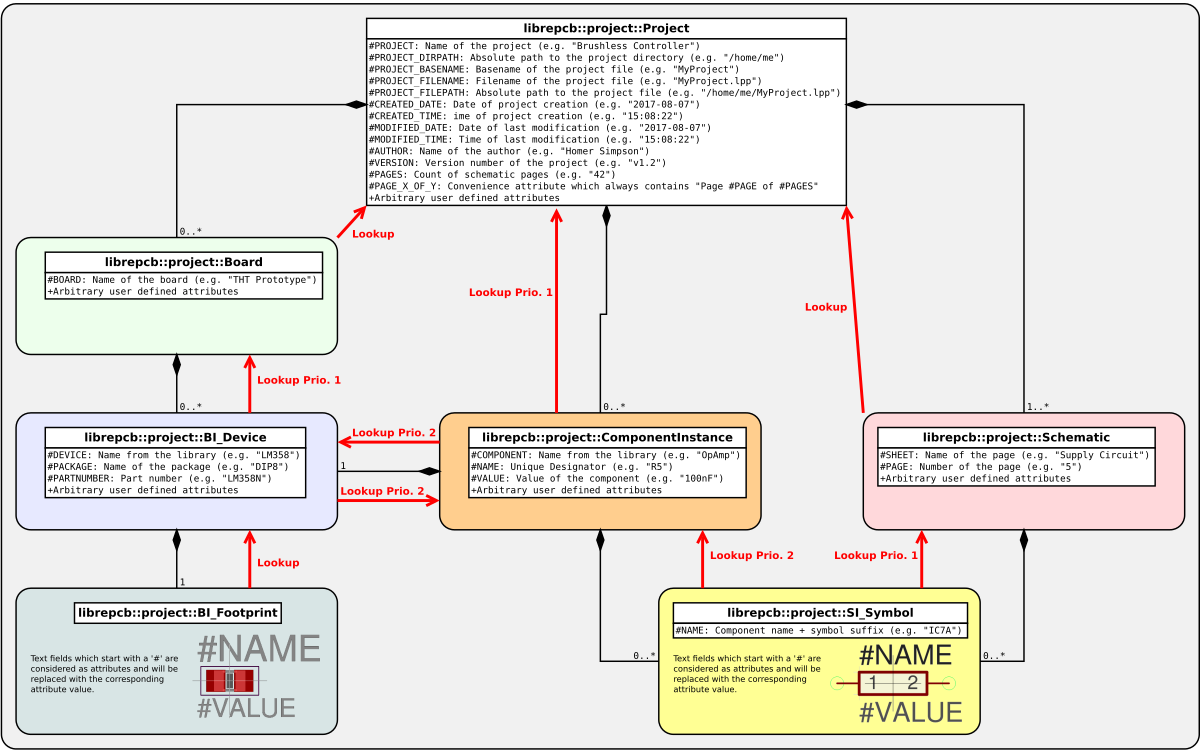 librepcb::project::Project
#PROJECT: Name of the project (e.g. "Brushless Controller")
#PROJECT_DIRPATH: Absolute path to the project directory (e.g. "/home/me")
#PROJECT_BASENAME: Basename of the project file (e.g. "MyProject")
#PROJECT_FILENAME: Filename of the project file (e.g. "MyProject.lpp")
#PROJECT_FILEPATH: Absolute path to the project file (e.g. "/home/me/MyProject.lpp")
#CREATED_DATE: Date of project creation (e.g. "2017-08-07")
#CREATED_TIME: ime of project creation (e.g. "15:08:22")
#MODIFIED_DATE: Date of last modification (e.g. "2017-08-07")
#MODIFIED_TIME: Time of last modification (e.g. "15:08:22")
#AUTHOR: Name of the author (e.g. "Homer Simpson")
#VERSION: Version number of the project (e.g. "v1.2")
#PAGES: Count of schematic pages (e.g. "42")
#PAGE_X_OF_Y: Convenience attribute which always contains "Page #PAGE of #PAGES"
+Arbitrary user defined attributes
0..*
Lookup
librepcb::project::Board
#BOARD: Name of the board (e.g. "THT Prototype")
+Arbitrary user defined attributes
Lookup Prio. 1
Lookup
Lookup Prio. 1
0..*
0..*
1..*
librepcb::project::BI_Device
#DEVICE: Name from the library (e.g. "LM358")
#PACKAGE: Name of the package (e.g. "DIP8")
#PARTNUMBER: Part number (e.g. "LM358N")
+Arbitrary user defined attributes
Lookup Prio. 2
1
Lookup Prio. 2
librepcb::project::ComponentInstance
#COMPONENT: Name from the library (e.g. "OpAmp")
#NAME: Unique Designator (e.g. "R5")
#VALUE: Value of the component (e.g. "100nF")
+Arbitrary user defined attributes
librepcb::project::Schematic
#SHEET: Name of the page (e.g. "Supply Circuit")
#PAGE: Number of the page (e.g. "5")
+Arbitrary user defined attributes
Lookup
Lookup Prio. 2
Lookup Prio. 1
1
librepcb::project::BI_Footprint
Text fields which start with a '#' are
considered as attributes and will be
replaced with the corresponding
attribute value.
#NAME
#VALUE
0..*
librepcb::project::SI_Symbol
#NAME: Component name + symbol suffix (e.g. "IC7A")
Text fields which start with a '#' are
considered as attributes and will be
replaced with the corresponding
attribute value.
#NAME
1 2
#VALUE
0..*